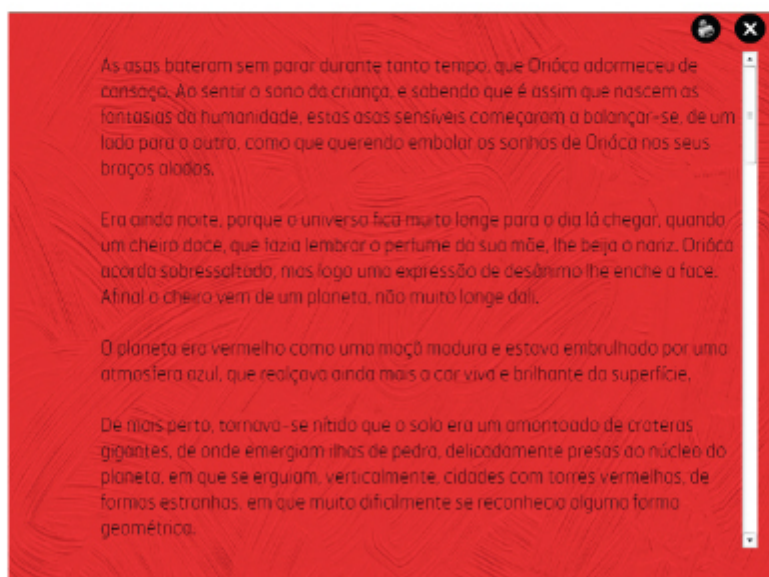 As asas bateram sem parar durante tanto tempo, que Orióca adormeceu de
cansaço. Ao sentir o sono da criança, e sabendo que é assim que nascem as
fantasias da humanidade, estas asas sensíveis começaram a balançar-se, de um
lado para o outro, como que querendo embalar os sonhos de Orióca nos seus
braços alados.
Era ainda noite, porque o universo fica muito longe para o dia lá chegar, quando
um cheiro doce, que fazia lembrar o perfume da sua mãe, lhe beija o nariz. Orióca
acorda sobressaltado, mas logo uma expressão de desânimo lhe enche a face.
Afinal o cheiro vem de um planeta, não muito longe dali.
O planeta era vermelho como uma maçã madura e estava embrulhado por uma
atmosfera azul, que realçava ainda mais a cor viva e brilhante da superfície.
De mais perto, tornava-se nítido que o solo era um amontoado de crateras
gigantes, de onde emergiam ilhas de pedra, delicadamente presas ao núcleo do
planeta, em que se erguiam, verticalmente, cidades com torres vermelhas, de
formas estranhas, em que muito dificilmente se reconhecia alguma forma
geométrica.